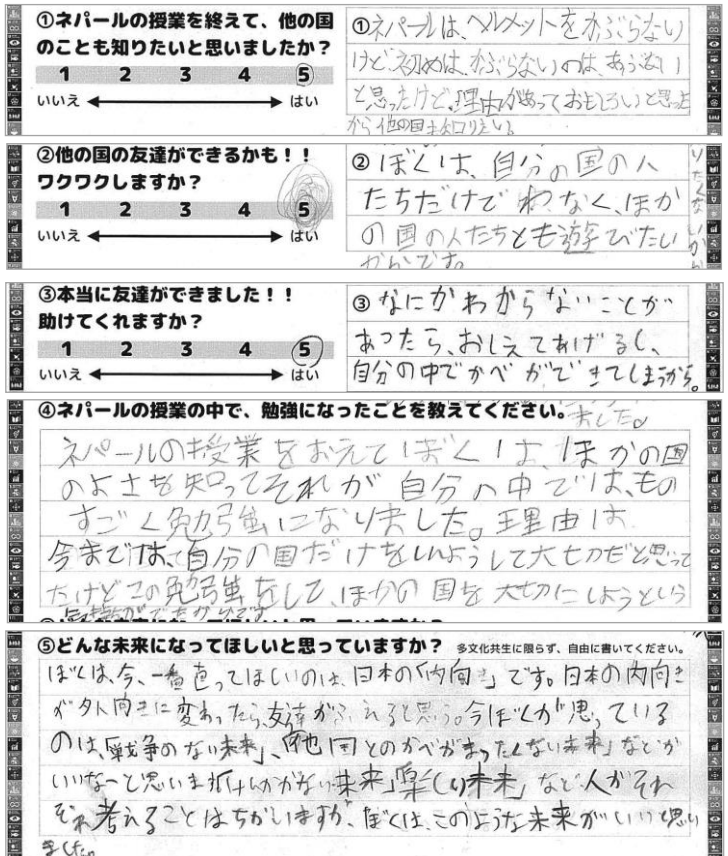 ①ネパールの授業を終えて、他の国
のことも知りたいと思いましたか？
1 2 3 4 5
いいえ はい
①ネパールは、ヘルメットをかぶらない
けど、初めは、かぶらないのは、あぶない
と思ったけど、理由があっておもしろいと思った
から他の国も知りたい
②他の国の友達ができるかも！！
ワクワクしますか？
1 2 3 4 5
いいえ はい
②ぼくは、自分の国の人
たちだけでわなく、ほか
の国の人たちとも遊びたい
からです。
③本当に友達ができました！！
助けてくれますか？
1 2 3 4 5
いいえ はい
③なにかわからないことが
あったら、おしえてあげるし、
自分の中でかべができてしまうから。
④ネパールの授業の中で、勉強になったことを教えてください。
ました。
ネパールの授業をおえてぼくは、ほかの国
のよさを知ってそれが自分の中では、もの
すごく勉強になりました。理由は
今までは、自分の国だけをしんようして大切だと思って
たけどこの勉強をして、ほかの国を大切にしようという
気持ちができたからです
⑤どんな未来になってほしいと思っていますか？ 多文化共生に限らず、自由に書いてください。
ぼくは、今、一番直ってほしいのは、日本の「内向き」です。日本の内向き
が外向きに変わったら、友達がふえると思う。今ぼくが思っている
のは、「戦争のない未来」、「他国とのかべがまったくない未来」などが
いいなーと思います「けんかがない未来」「楽しい未来」など人がそれ
ぞれ考えることはちがいますが、ぼくは、このような未来がいいと思い
ました。